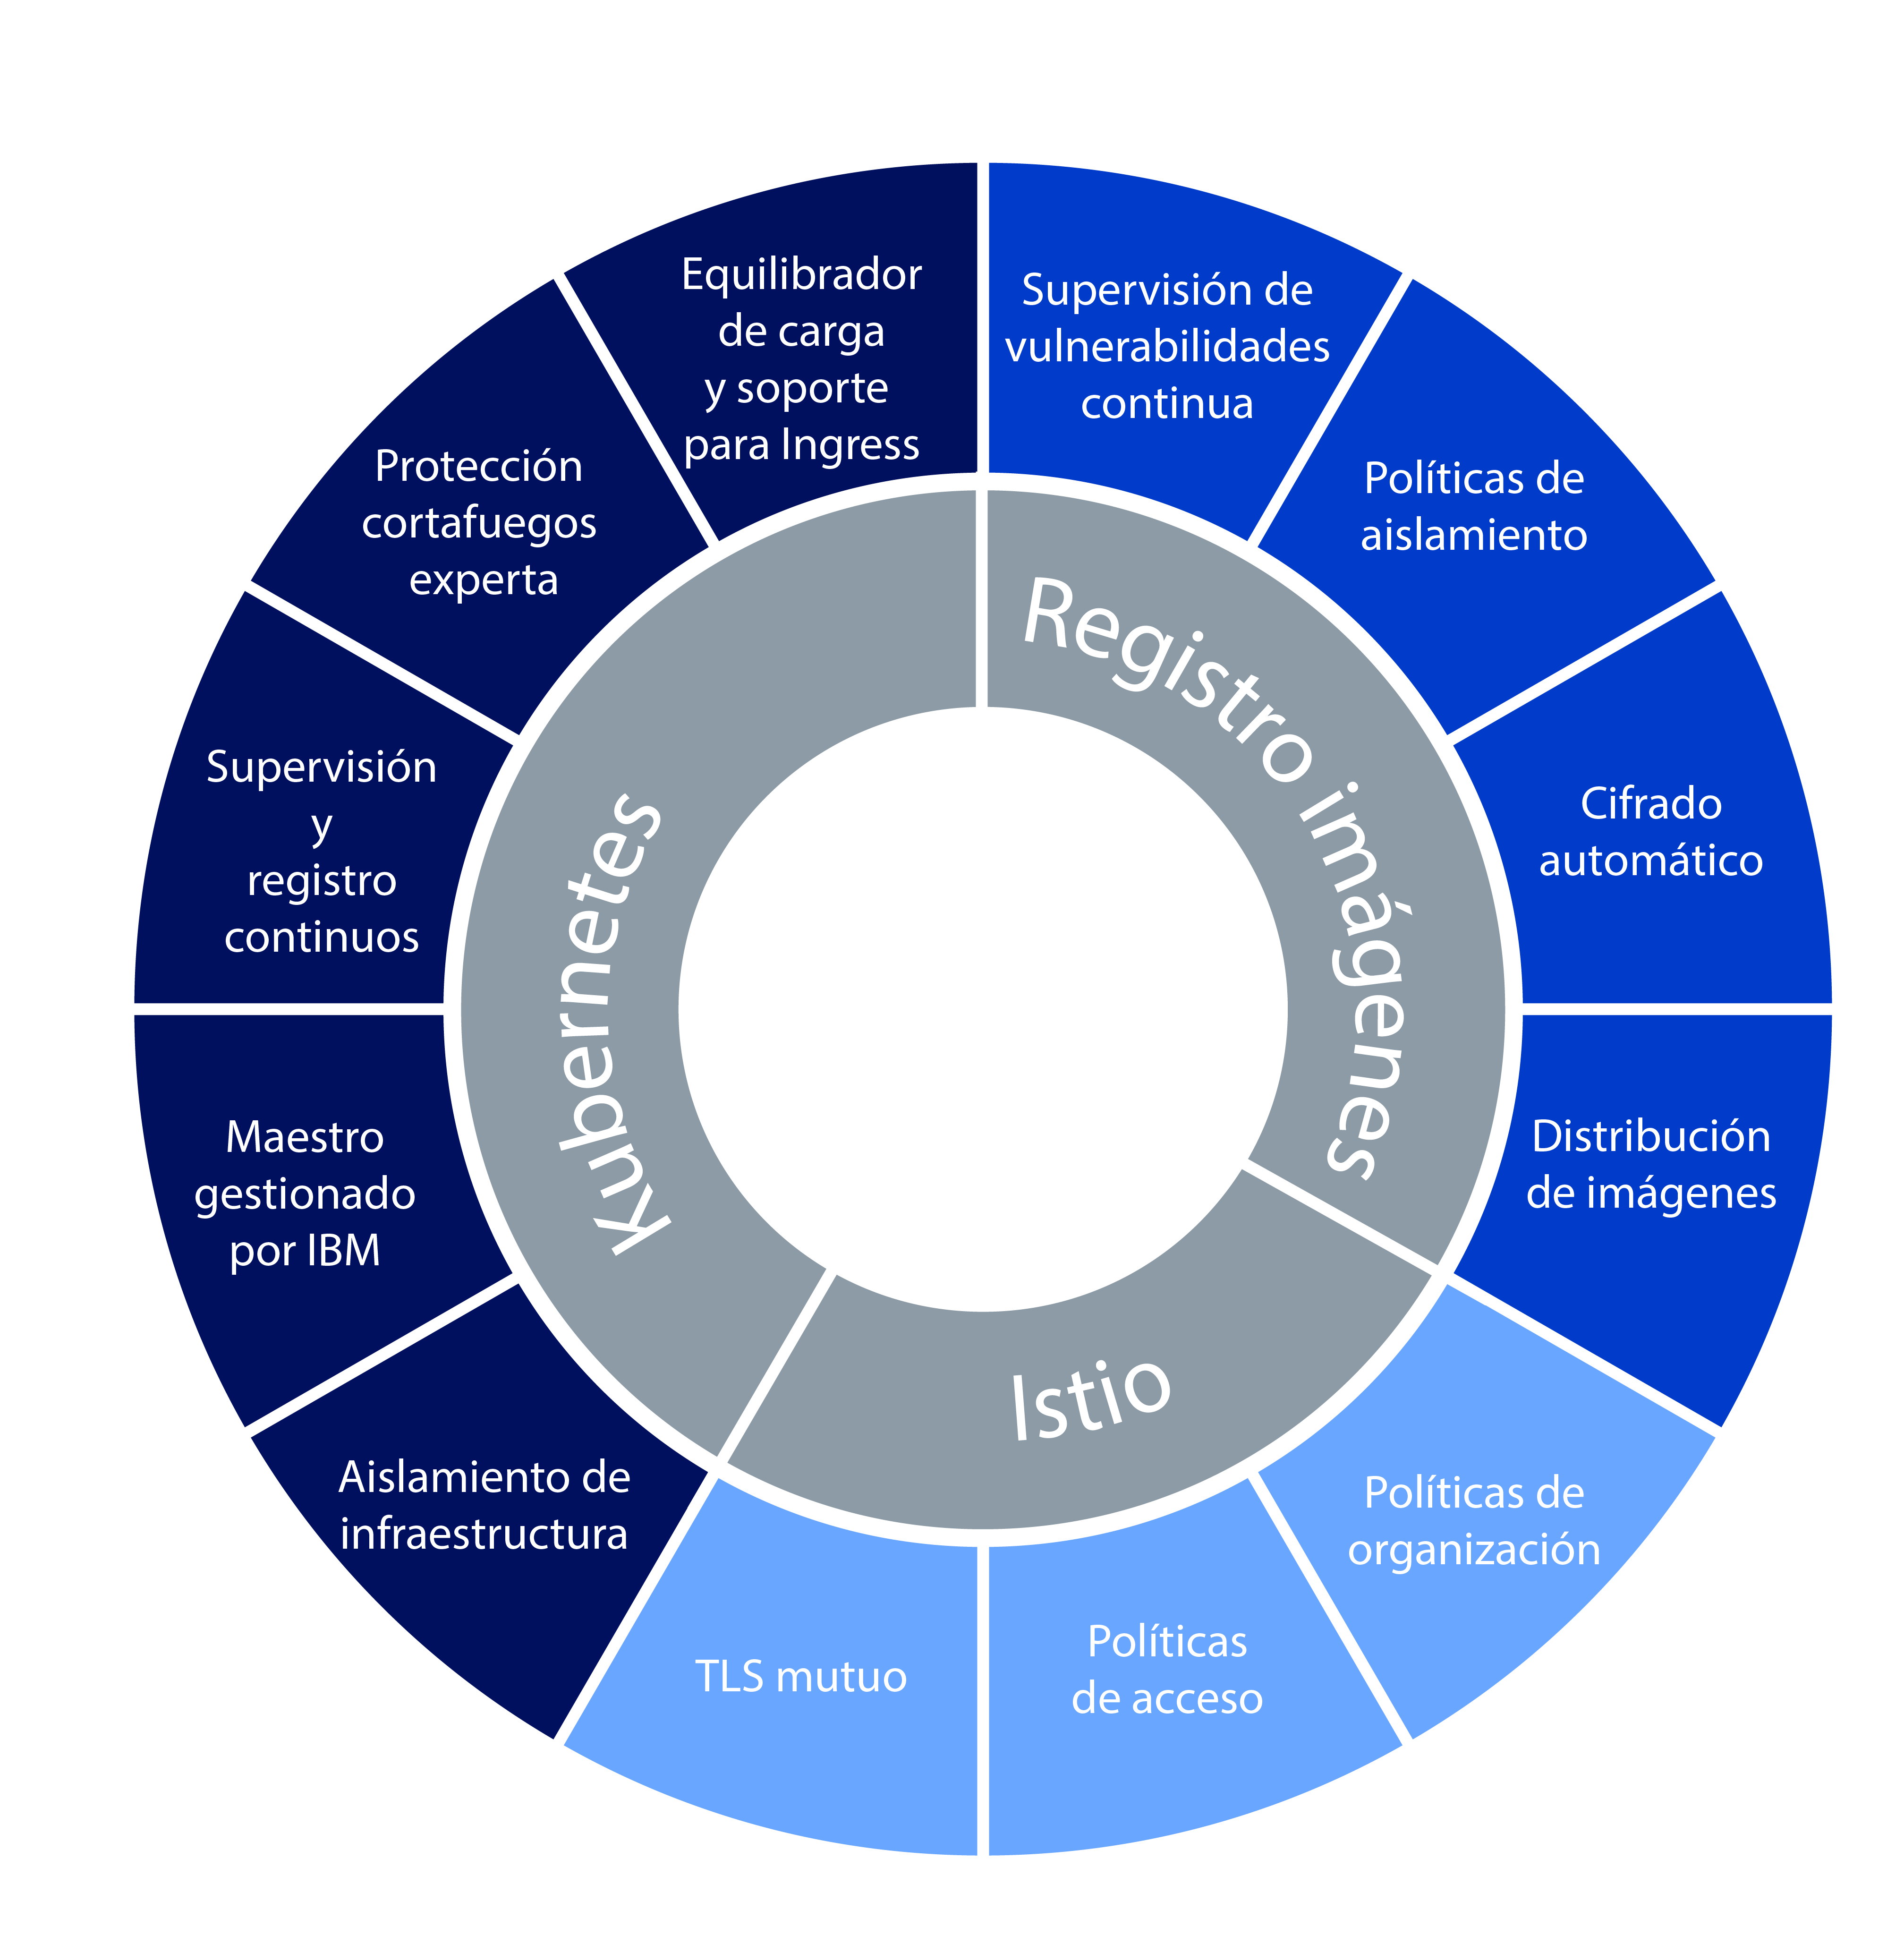 Equilibrador
de carga
y soporte
para Ingress
Supervisión de
vulnerabilidades
continua
Políticas de
aislamiento
Cifrado
automático
Distribución
de imágenes
Políticas de
organización
Políticas
de acceso
TLS mutuo
Aislamiento de
infraestructura
Maestro
gestionado
por IBM
Supervisión
y
registro
continuos
Protección
cortafuegos
experta
Registro imágenes
Istio
Kubernetes